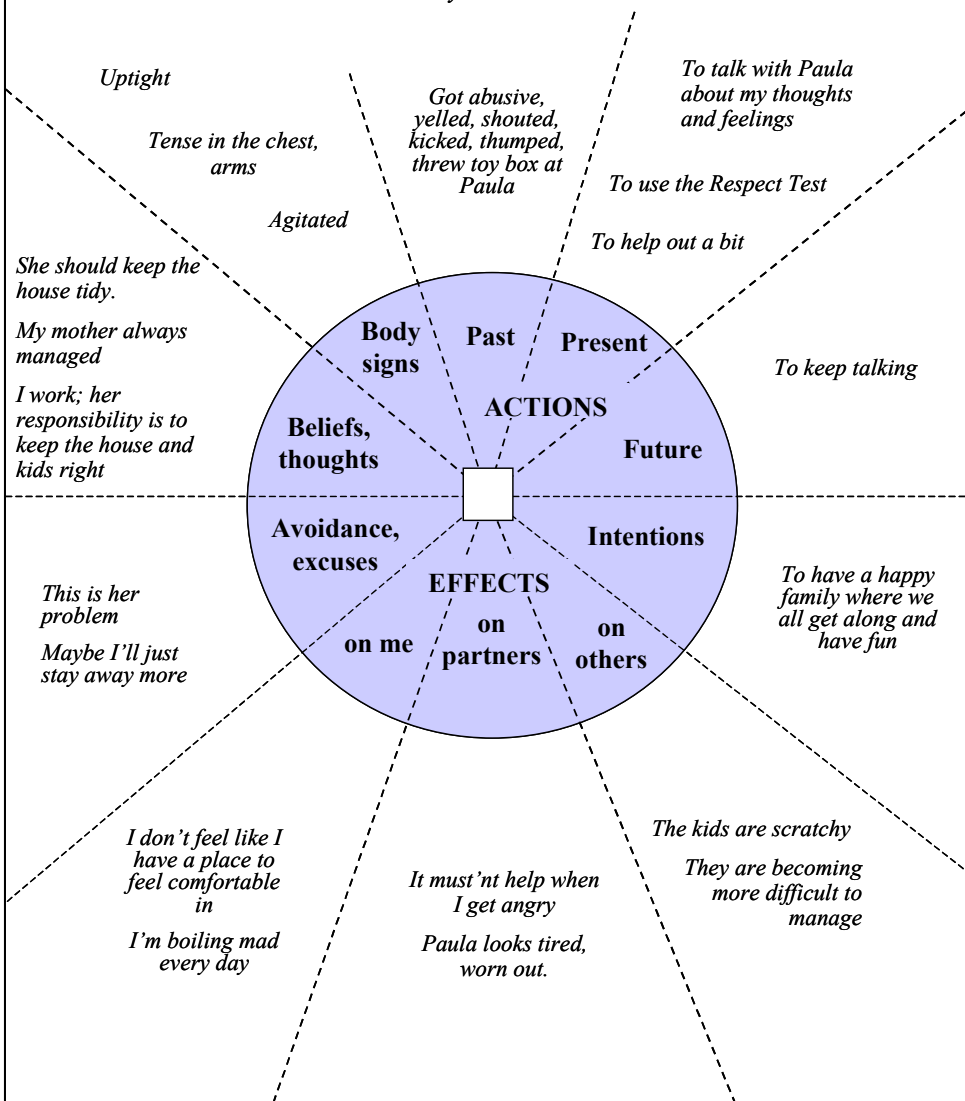 Uptight
Tense in the chest,
arms
Agitated
Got abusive,
yelled, shouted,
kicked, thumped,
threw toy box at
Paula
To talk with Paula
about my thoughts
and feelings
To use the Respect Test
To help out a bit
She should keep the
house tidy.
My mother always
managed
I work; her
responsibility is to
keep the house and
kids right
To keep talking
Body
signs
Past
Present
ACTIONS
Beliefs,
thoughts
Future
Avoidance,
excuses
Intentions
EFFECTS
on me
on
partners
on
others
This is her
problem
Maybe I’ll just
stay away more
To have a happy
family where we
all get along and
have fun
I don’t feel like I
have a place to
feel comfortable
in
I’m boiling mad
every day
It must’nt help when
I get angry
Paula looks tired,
worn out.
The kids are scratchy
They are becoming
more difficult to
manage